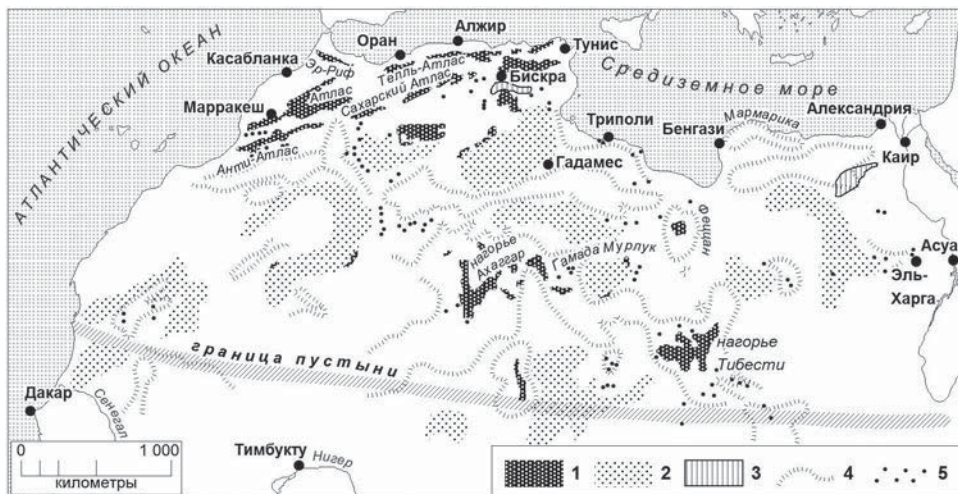 АТЛАНТИЧЕСКИЙ ОКЕАН
Касабланка
Оран
Алжир
Тунис
Эр-Риф
Телль-Атлас
Бискра
Средиземное море
Марракеш
Атлас
Сахарский Атлас
Анти-Атлас
Триполи
Бенгази
Мармарика
Александрия
Каир
Гадамес
нагорье
Ахаггар
Гамада Мурлук
Феццан
Асуа
Эль-
Харга
нагорье
Тибести
граница пустыни
Дакар
Сенегал
Тимбукту
Нигер
0 1 000
километры
1 2 3 4 5